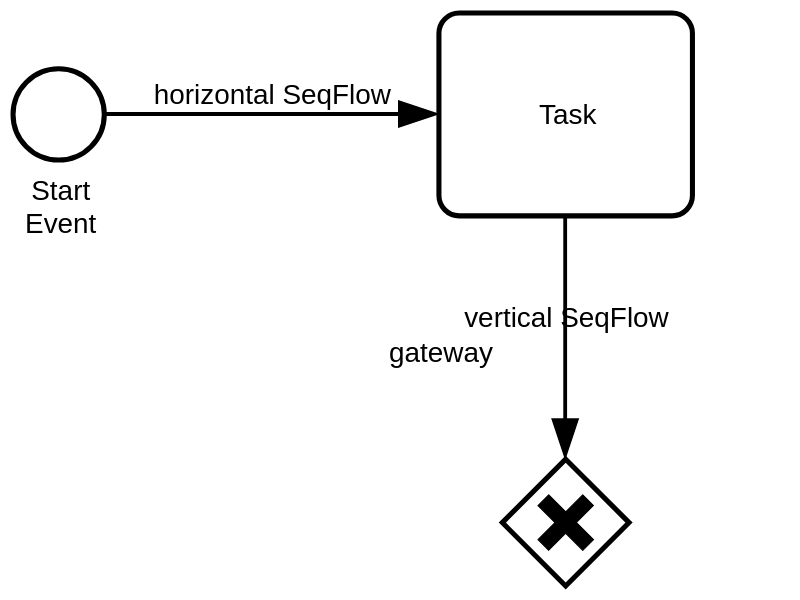 horizontal SeqFlow
Task
Start
Event
vertical SeqFlow
gateway